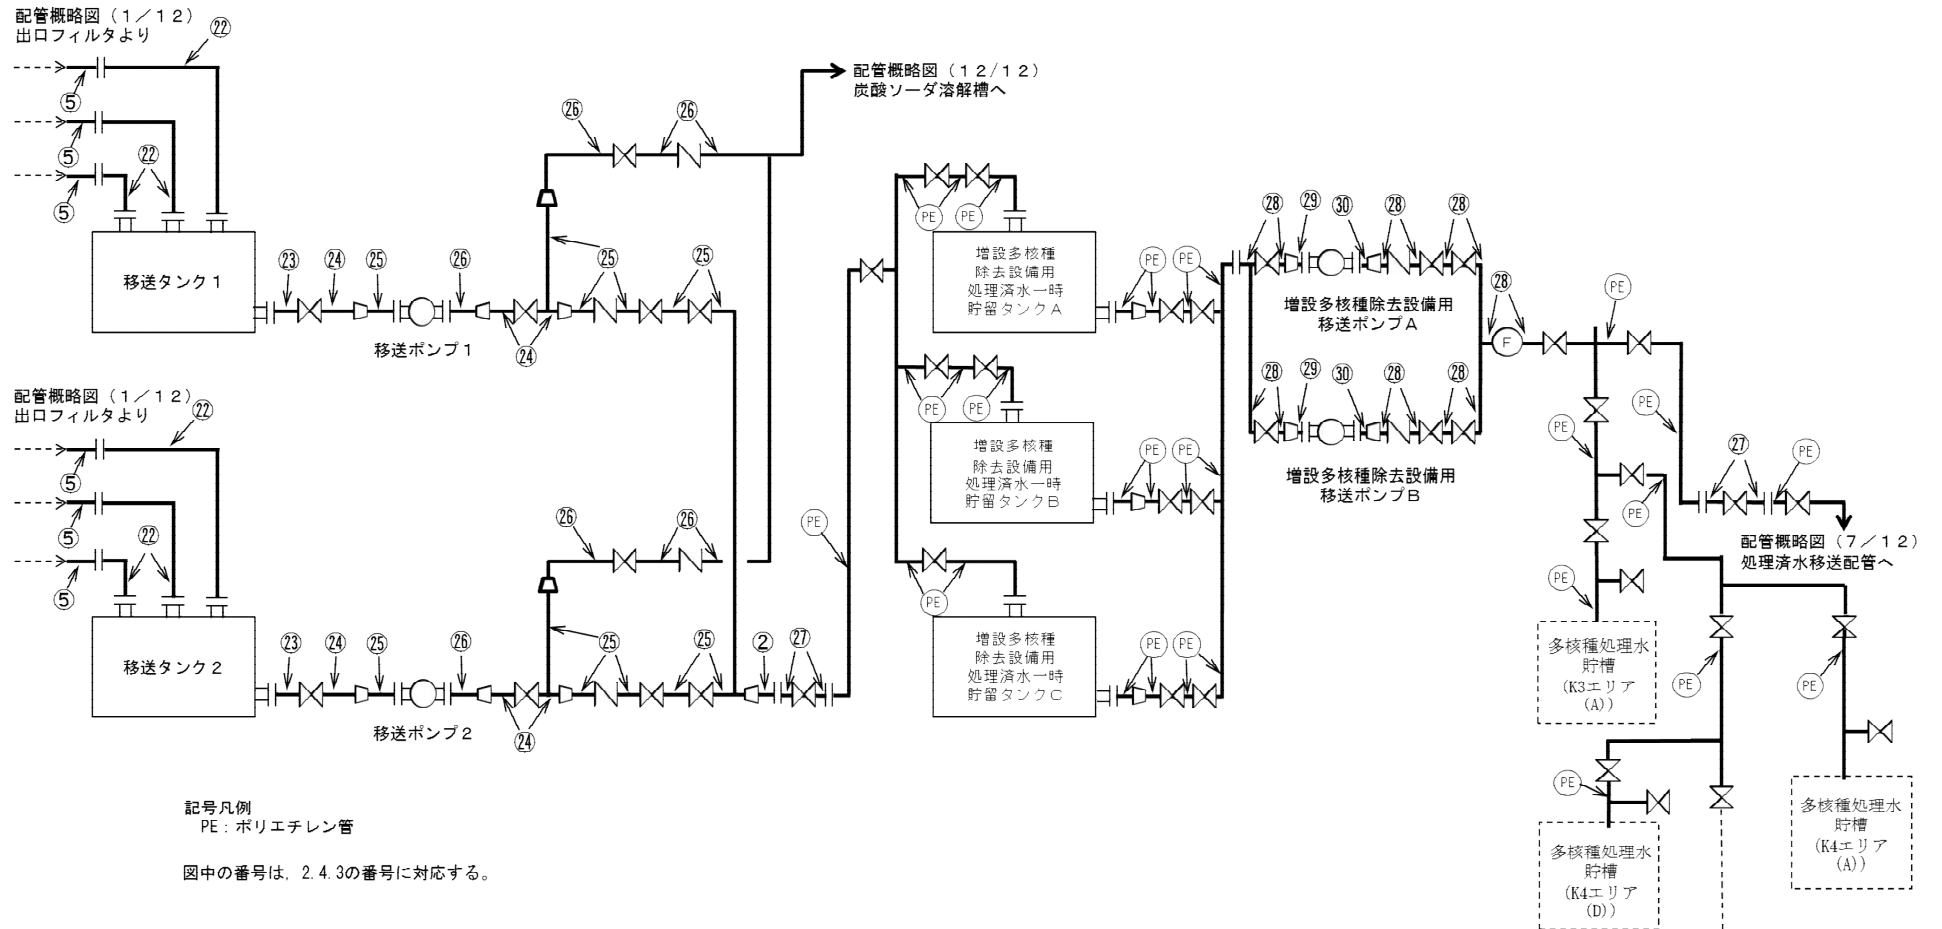 配管概略図（１／１２）
出口フィルタより
㉒
⑤
⑤
㉒
⑤
移送タンク１
㉓
㉔
㉕
㉖
㉔
移送ポンプ１
㉖
㉖
㉕
㉕
配管概略図（１２/１２）
炭酸ソーダ溶解槽へ
配管概略図（１／１２）
出口フィルタより
㉒
⑤
⑤
㉒
⑤
移送タンク２
㉓
㉔
㉕
㉖
㉔
移送ポンプ２
㉖
㉖
㉕
㉕
②
㉗
PE
PE
PE
増設多核種
除去設備用
処理済水一時
貯留タンクA
PE
PE
PE
PE
増設多核種
除去設備用
処理済水一時
貯留タンクB
PE
PE
PE
増設多核種
除去設備用
処理済水一時
貯留タンクC
PE
PE
㉘
㉙
㉚
㉘
㉘
増設多核種除去設備用
移送ポンプA
㉘
㉙
㉚
㉘
㉘
増設多核種除去設備用
移送ポンプB
㉘
F
PE
PE
PE
㉗
PE
PE
配管概略図（７／１２）
処理済水移送配管へ
PE
多核種処理水
貯槽
(K3エリア
(A))
PE
PE
PE
多核種処理水
貯槽
(K4エリア
(D))
多核種処理水
貯槽
(K4エリア
(A))
記号凡例
PE：ポリエチレン管
図中の番号は，2.4.3の番号に対応する。